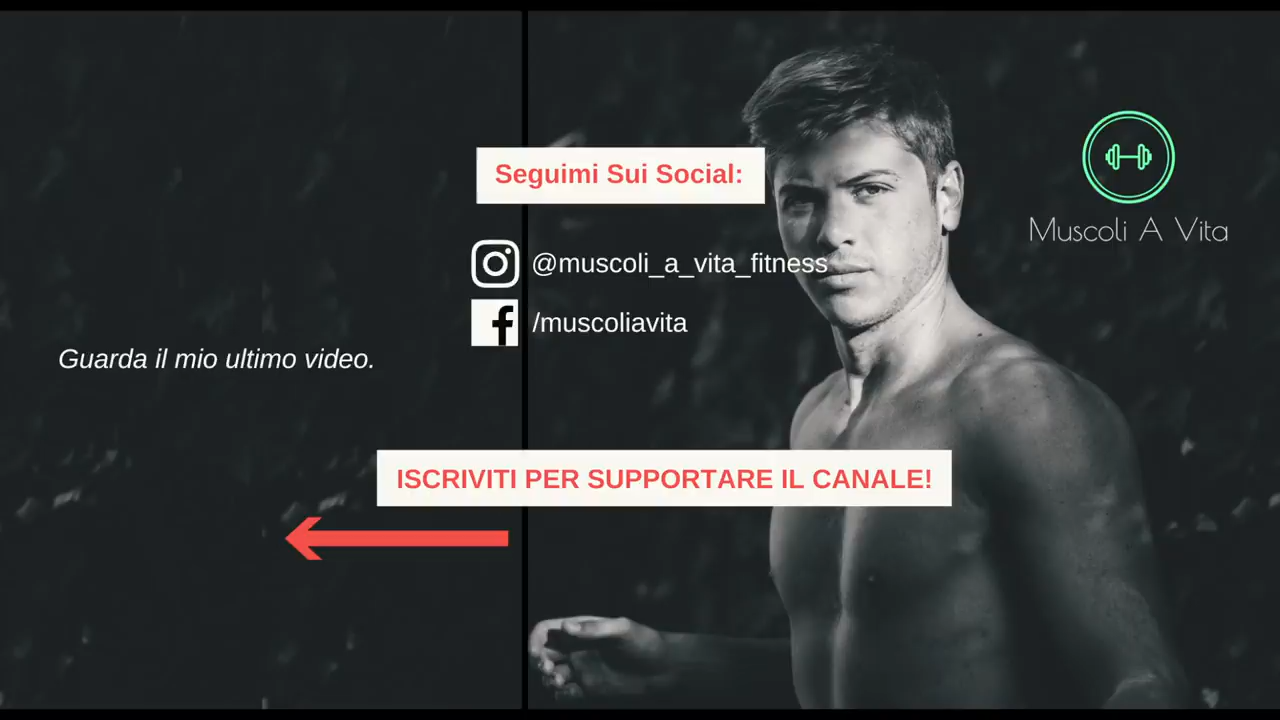 Seguimi Sui Social:
Muscoli A Vita
@muscoli_a_vita_fitness
/muscoliavita
Guarda il mio ultimo video.
ISCRIVITI PER SUPPORTARE IL CANALE!